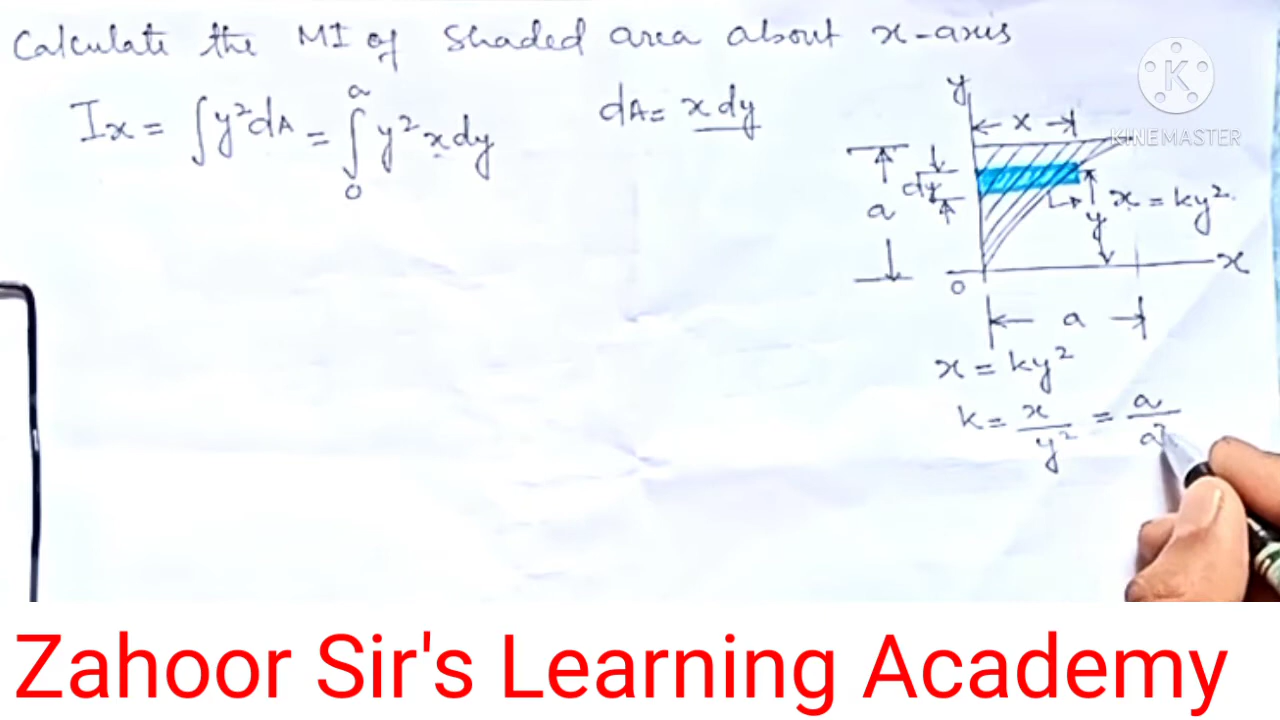 Calculate the MI of shaded area about x-axis
Ix = ∫y²dA = ∫₀ᵃ y² x dy
dA = x dy
y
x
KINEMASTER
K
dy
a
x = ky²
y
x
o
a
x = ky²
k = x/y² = a/a²
Zahoor Sir's Learning Academy